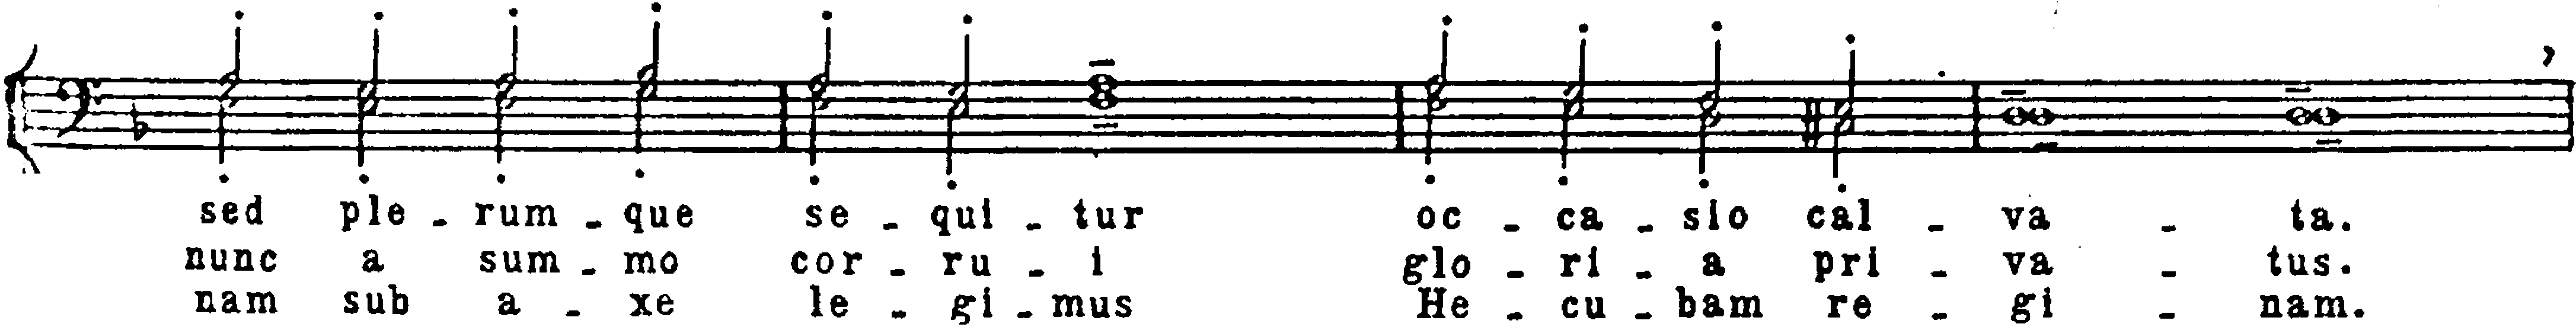 sed ple - rum - que se - qui - tur oc - ca - sio cal - va - ta.
nunc a sum - mo cor - ru - i glo - ri - a pri - va - tus.
nam sub a - xe le - gi - mus He - cu - bam re - gi - nam.